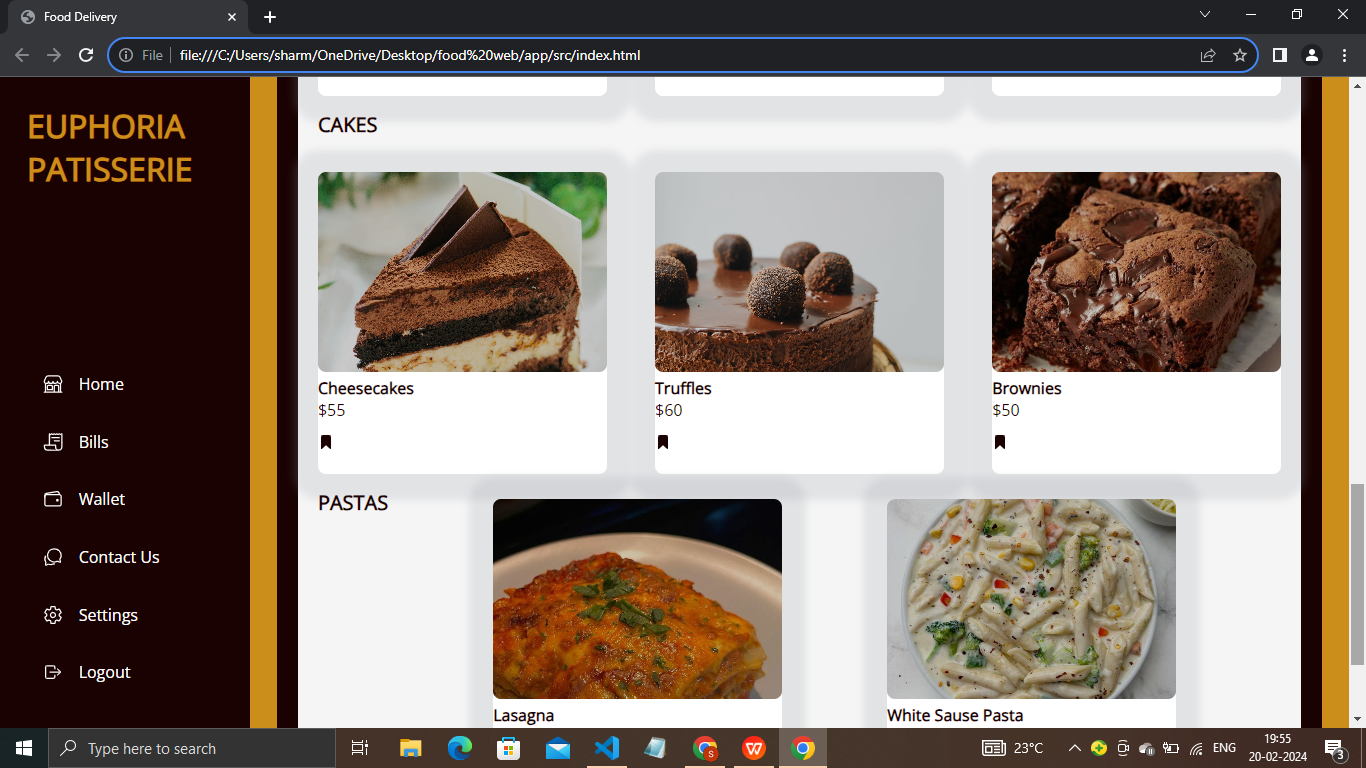 Food Delivery
File
file:///C:/Users/sharm/OneDrive/Desktop/food%20web/app/src/index.html
EUPHORIA
PATISSERIE
Home
Bills
Wallet
Contact Us
Settings
Logout
CAKES
Cheesecakes
$55
Truffles
$60
Brownies
$50
PASTAS
Lasagna
White Sause Pasta
Type here to search
S
W
23°C
ENG
19:55
20-02-2024
3